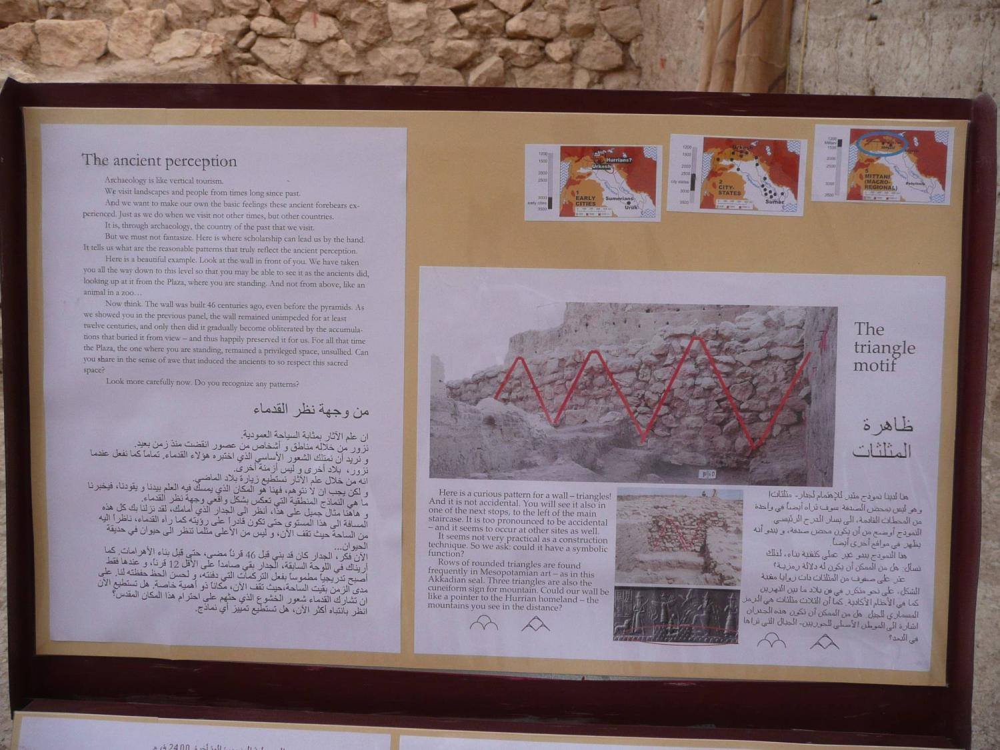 The ancient perception
Archaeology is like vertical tourism.
We visit landscapes and people from times long since past.
And we want to make our own the basic feelings these ancient forebears ex-
perienced. Just as we do when we visit not other times, but other countries.
It is, through archaeology, the country of the past that we visit.
But we must not fantasize. Here is where scholarship can lead us by the hand.
It tells us what are the reasonable patterns that truly reflect the ancient perception.
Here is a beautiful example. Look at the wall in front of you. We have taken
you all the way down to this level so that you may be able to see it as the ancients did,
looking up at it from the Plaza, where you are standing. And not from above, like an
animal in a zoo…
Now think. The wall was built 46 centuries ago, even before the pyramids. As
we showed you in the previous panel, the wall remained unimpeded for at least
twelve centuries, and only then did it gradually become obliterated by the accumula-
tions that buried it from view – and thus happily preserved it for us. For all that time
the Plaza, the one where you are standing, remained a privileged space, unsullied. Can
you share in the sense of awe that induced the ancients to so respect this sacred
space?
Look more carefully now. Do you recognize any patterns?
من وجهة نظر القدماء
ان علم الآثار بمثابة السياحة العمودية.
نزور من خلاله مناطق و أشخاص من عصور انقضت منذ زمن بعيد.
و نريد أن نمتلك الشعور الأساسي الذي اختبره هؤلاء القدماء. تماماً كما نفعل عندما
نزور، بلاد أخرى و ليس أزمنة أخرى.
انه من خلال علم الآثار نستطيع زيارة بلاد الماضي.
و لكن يجب ان لا نتوهم، فهنا هو المكان الذي يمسك فيه العلم بيدنا و يقودنا، فيخبرنا
ما هي النماذج المنطقية التي تعكس بشكل واقعي وجهة نظر القدماء.
و هاهنا مثال جميل على هذا، أنظر الى الجدار الذي أمامك، لقد نزلنا بك كل هذه
المسافة الى هذا المستوى حتى تكون قادراً على رؤيته كما راه القدماء، ناظراً اليه
من الساحة حيث تقف الآن، و ليس من الأعلى مثلما تنظر الى حيوان في حديقة
الحيوان...
الآن فكر، الجدار كان قد بني قبل 46 قرناً مضى، حتى قبل بناء الأهرامات. كما
أريناك في اللوحة السابقة، الجدار بقي صامداً على الأقل 12 قرناً، و عندها فقط
أصبح تدريجياً مطموساً بفعل التركمات التي دفنته، و لحسن الحظ حفظته لنا. على
مدى الزمن بقيت الساحة،حيث تقف الآن، مكاناً ذو أهمية خاصة. هل تستطيع الآن
ان تشارك القدماء شعور الخشوع الذي حثهم على احترام هذا المكان المقدس؟
انظر بانتباه أكثر الآن، هل تستطيع تمييز أي نماذج.
1200
1500
2000
2500
3000
early cities
3500
Hurrians?
Urkesh
1
EARLY
CITIES
Sumerians
Uruk
1200
1500
2000
2500
city states
3000
3500
Urkesh
2
CITY-
STATES
Sumer
1200
Mittani
1500
2000
2500
3000
3500
5
MITTANI
(MACRO-
REGIONAL)
Babylonia
The
triangle
motif
ظاهرة
المثلثات
Here is a curious pattern for a wall – triangles!
And it is not accidental. You will see it also in
one of the next stops, to the left of the main
staircase. It is too pronounced to be accidental
– and it seems to occur at other sites as well.
It seems not very practical as a construction
technique. So we ask: could it have a symbolic
function?
Rows of rounded triangles are found
frequently in Mesopotamian art – as in this
Akkadian seal. Three triangles are also the
cuneiform sign for mountain. Could our wall be
like a pointer to the Hurrian homeland – the
mountains you see in the distance?
هنا لدينا نموذج مثير للإهتمام لجدار- مثلثات!
وهو ليس بمحض الصدفة سوف تراه أيضاً في واحدة
من المحطات القادمة، الى يسار الدرج الرئيسي
النموذج أوضح من أن يكون محض صدفة، و يبدو أنه
يظهر في مواقع أخرى أيضاً
هذا النموذج يبدو غير عملي كتقنية بناء، لذلك
نسأل: هل من الممكن أن يكون له دلالة رمزية؟
عثر على صفوف من المثلثات ذات زوايا
الشكل، على نحو متكرر في فن بلاد ما بين النهرين
كما في الأختام الأكادية. كما أن الثلاث مثلثات هي الرمز
المسماري للجبل. هل من الممكن أن تكون هذه الجدران
اشارة الى الموطن الأصلي للحوريين- الجبال التي تراها
في البعد؟
2400